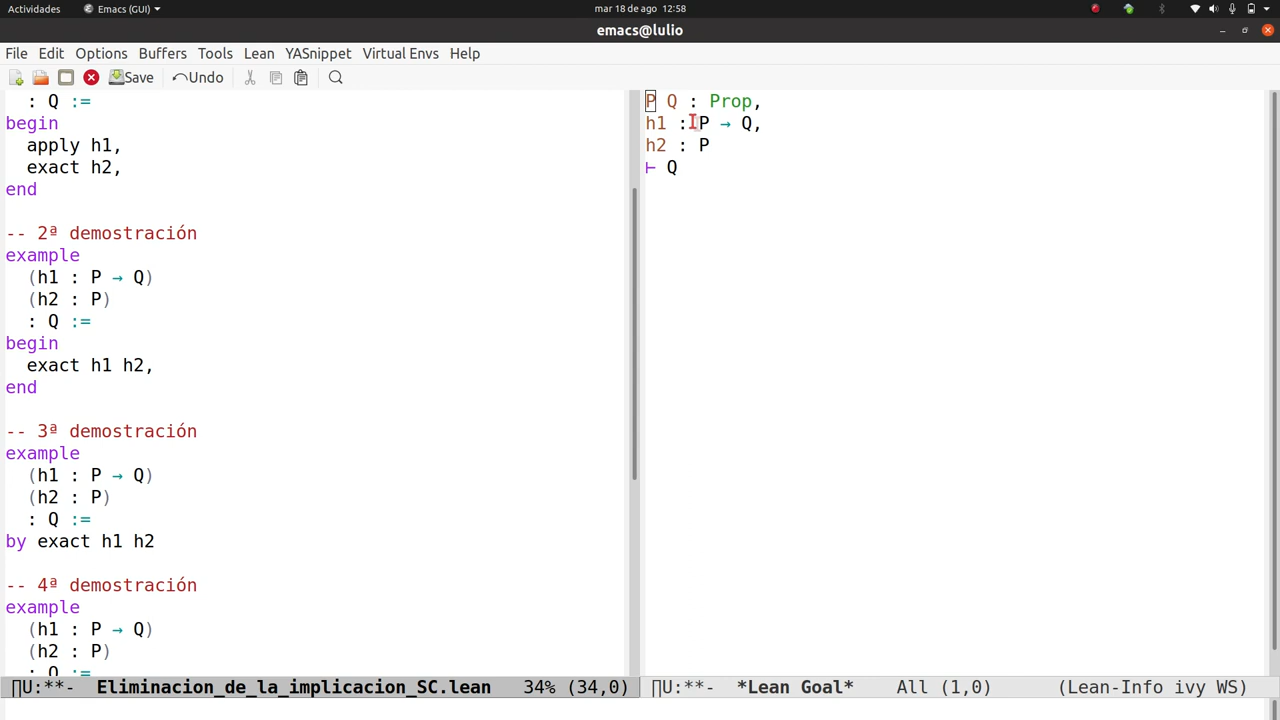 Actividades Emacs (GUI) mar 18 de ago 12:58
emacs@lulio
File Edit Options Buffers Tools Lean YASnippet Virtual Envs Help
Save Undo
: Q :=
begin
apply h1,
exact h2,
end
-- 2ª demostración
example
(h1 : P → Q)
(h2 : P)
: Q :=
begin
exact h1 h2,
end
-- 3ª demostración
example
(h1 : P → Q)
(h2 : P)
: Q :=
by exact h1 h2
-- 4ª demostración
example
(h1 : P → Q)
(h2 : P)
: Q :=
∏U:**- Eliminacion_de_la_implicacion_SC.lean 34% (34,0)
P Q : Prop,
h1 : P → Q,
h2 : P
⊢ Q
∏U:**- *Lean Goal* All (1,0) (Lean-Info ivy WS)